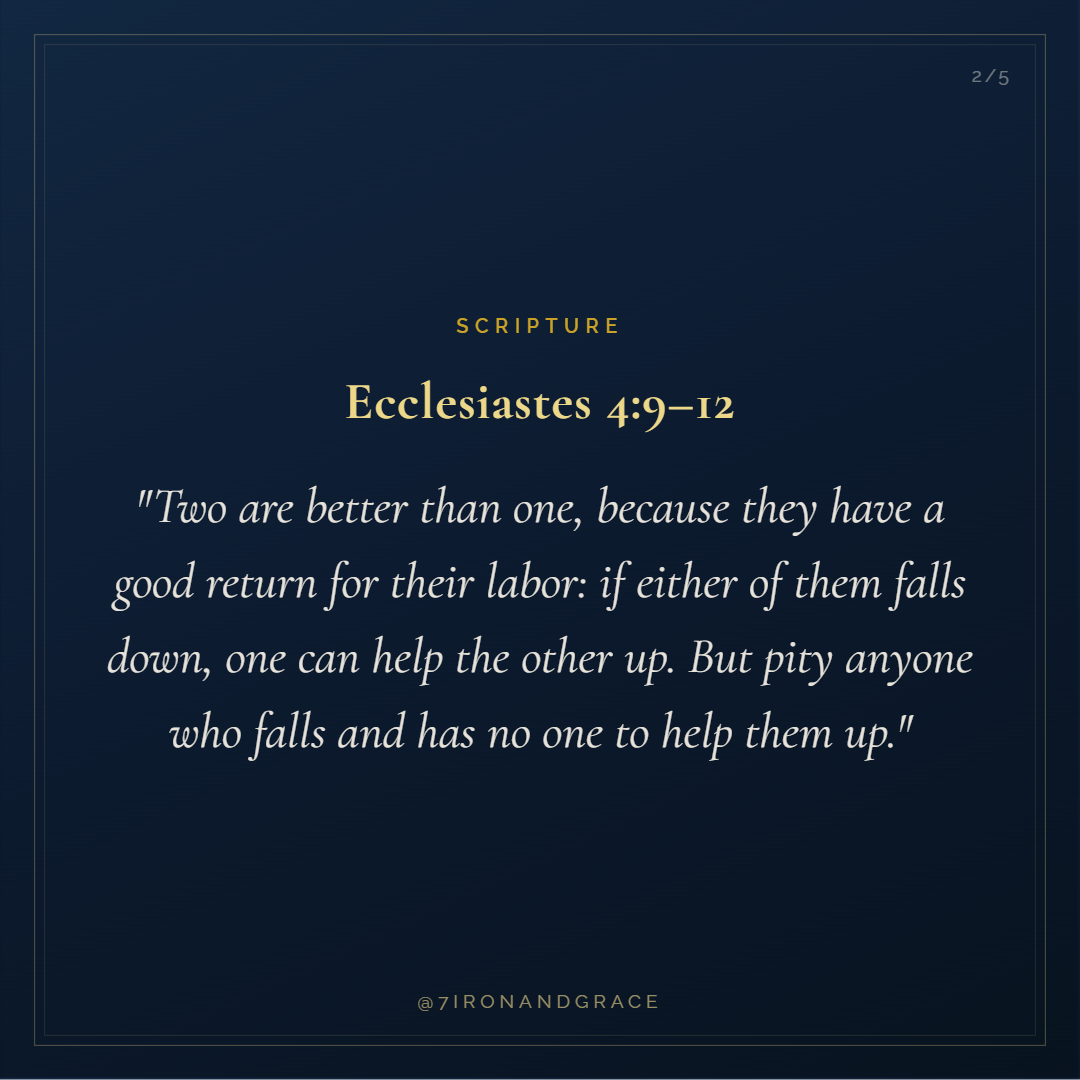 2/5
SCRIPTURE
Ecclesiastes 4:9–12
"Two are better than one, because they have a
good return for their labor: if either of them falls
down, one can help the other up. But pity anyone
who falls and has no one to help them up."
@7IRONANDGRACE